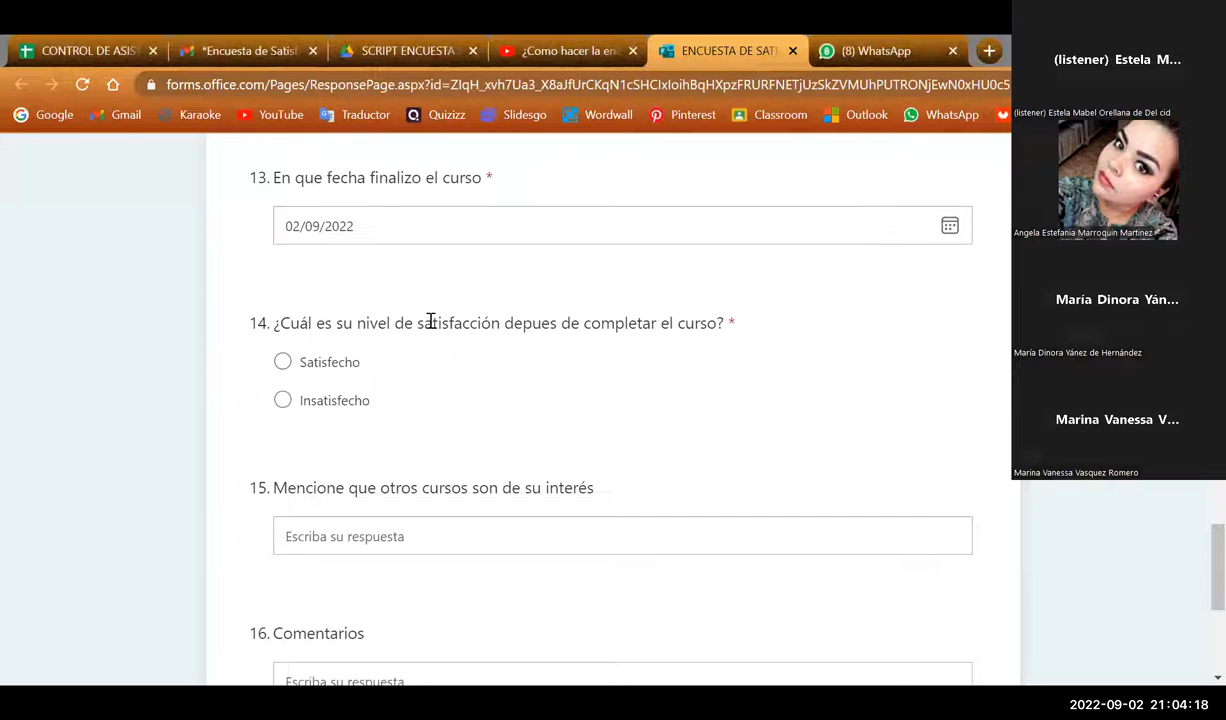 CONTROL DE ASIS
*Encuesta de Satisf
SCRIPT ENCUESTA
¿Como hacer la en
ENCUESTA DE SATI
(8) WhatsApp
forms.office.com/Pages/ResponsePage.aspx?id=ZIqH_xvh7Ua3_X8aJfUrCKqN1cSHCIxIoihBqHXpzFRURFNETjUzSkZVMUhPUTRONjEwN0xHU0c5
Google
Gmail
Karaoke
YouTube
Traductor
Quizizz
Slidesgo
Wordwall
Pinterest
Classroom
Outlook
WhatsApp
13. En que fecha finalizo el curso *
02/09/2022
14. ¿Cuál es su nivel de satisfacción depues de completar el curso? *
Satisfecho
Insatisfecho
15. Mencione que otros cursos son de su interés
Escriba su respuesta
16. Comentarios
Escriba su respuesta
(listener) Estela M...
(listener) Estela Mabel Orellana de Del cid
Angela Estefania Marroquin Martinez
María Dinora Yán...
María Dinora Yánez de Hernández
Marina Vanessa V...
Marina Vanessa Vasquez Romero
2022-09-02 21:04:18